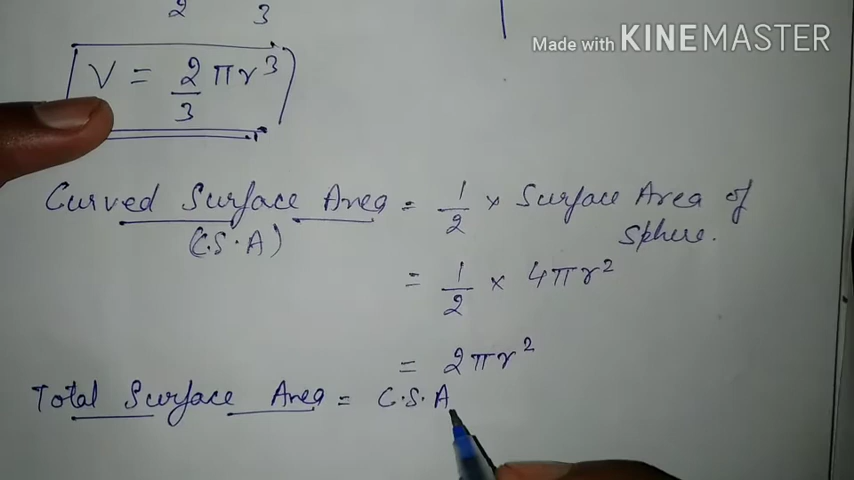 2 3
Made with KINEMASTER
V = 2/3 πr³
Curved Surface Area = 1/2 × Surface Area of
(C.S.A) Sphere.
= 1/2 × 4πr²
= 2πr²
Total Surface Area = C.S.A